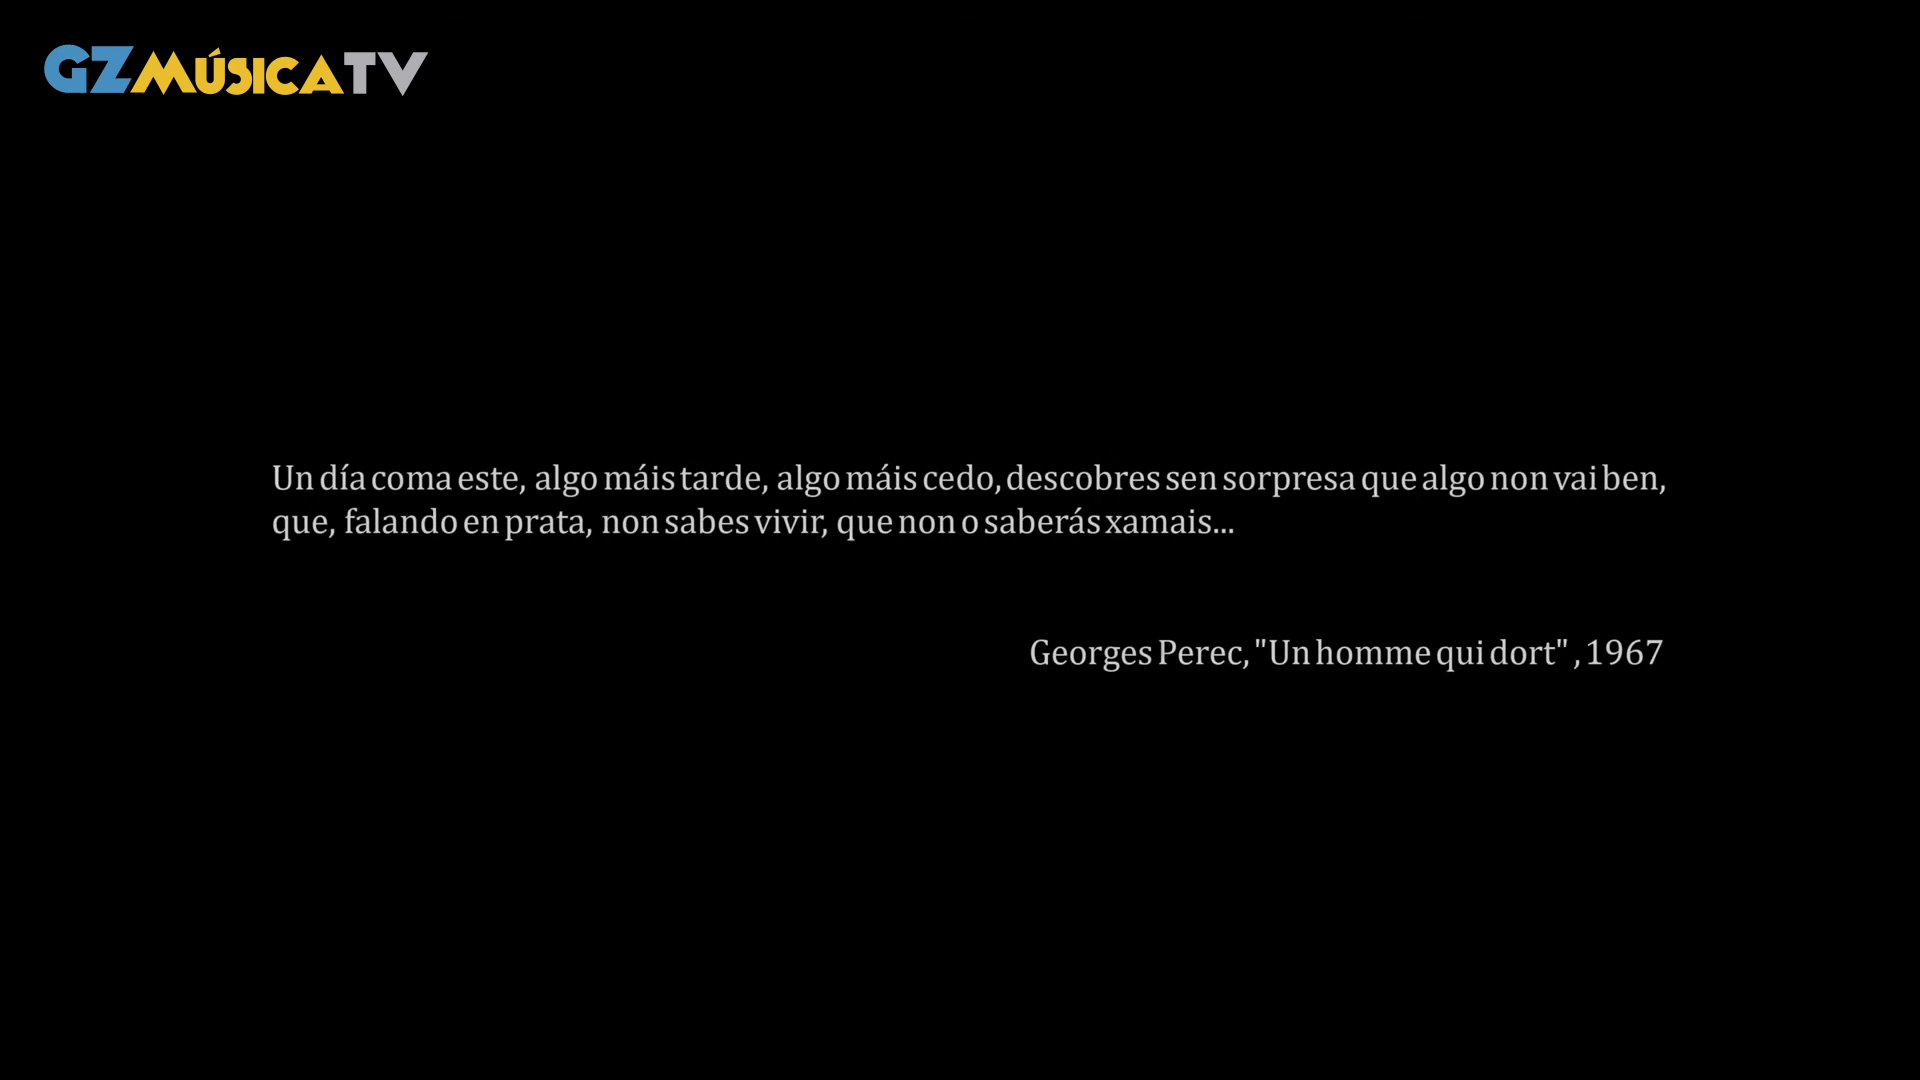 GZMÚSICATV
Un día coma este, algo máis tarde, algo máis cedo, descobres sen sorpresa que algo non vai ben,
que, falando en prata, non sabes vivir, que non o saberás xamais...
Georges Perec, "Un homme qui dort" , 1967